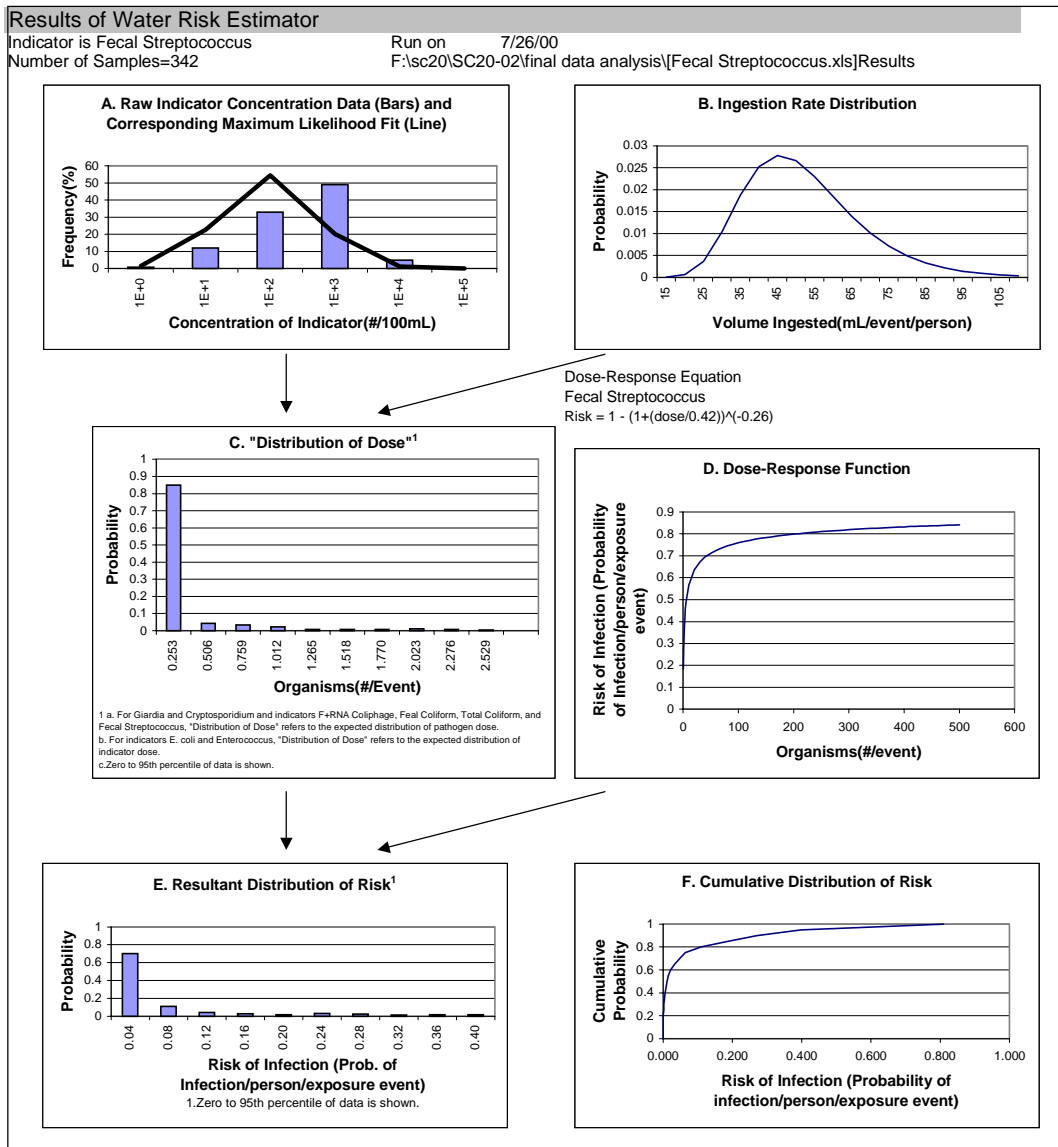 Results of Water Risk Estimator
Indicator is Fecal Streptococcus
Run on 7/26/00
Number of Samples=342
F:\sc20\SC20-02\final data analysis\[Fecal Streptococcus.xls]Results
A. Raw Indicator Concentration Data (Bars) and
Corresponding Maximum Likelihood Fit (Line)
Frequency(%)
60
50
40
30
20
10
0
1E+0
1E+1
1E+2
1E+3
1E+4
1E+5
Concentration of Indicator(#/100mL)
B. Ingestion Rate Distribution
Probability
0.03
0.025
0.02
0.015
0.01
0.005
0
15
25
35
45
55
65
75
85
95
105
Volume Ingested(mL/event/person)
Dose-Response Equation
Fecal Streptococcus
Risk = 1 - (1+(dose/0.42))^(-0.26)
C. "Distribution of Dose"1
Probability
1
0.9
0.8
0.7
0.6
0.5
0.4
0.3
0.2
0.1
0
0.253
0.506
0.759
1.012
1.265
1.518
1.770
2.023
2.276
2.529
Organisms(#/Event)
1 a. For Giardia and Cryptosporidium and indicators F+RNA Coliphage, Feal Coliform, Total Coliform, and
Fecal Streptococcus, "Distribution of Dose" refers to the expected distribution of pathogen dose.
b. For indicators E. coli and Enterococcus, "Distribution of Dose" refers to the expected distribution of
indicator dose.
c.Zero to 95th percentile of data is shown.
D. Dose-Response Function
Risk of Infection (Probability
of Infection/person/exposure
event)
0.9
0.8
0.7
0.6
0.5
0.4
0.3
0.2
0.1
0
0
100
200
300
400
500
600
Organisms(#/event)
E. Resultant Distribution of Risk1
Probability
1
0.8
0.6
0.4
0.2
0
0.04
0.08
0.12
0.16
0.20
0.24
0.28
0.32
0.36
0.40
Risk of Infection (Prob. of
Infection/person/exposure event)
1.Zero to 95th percentile of data is shown.
F. Cumulative Distribution of Risk
Cumulative
Probability
1
0.8
0.6
0.4
0.2
0
0.000
0.200
0.400
0.600
0.800
1.000
Risk of Infection (Probability of
infection/person/exposure event)